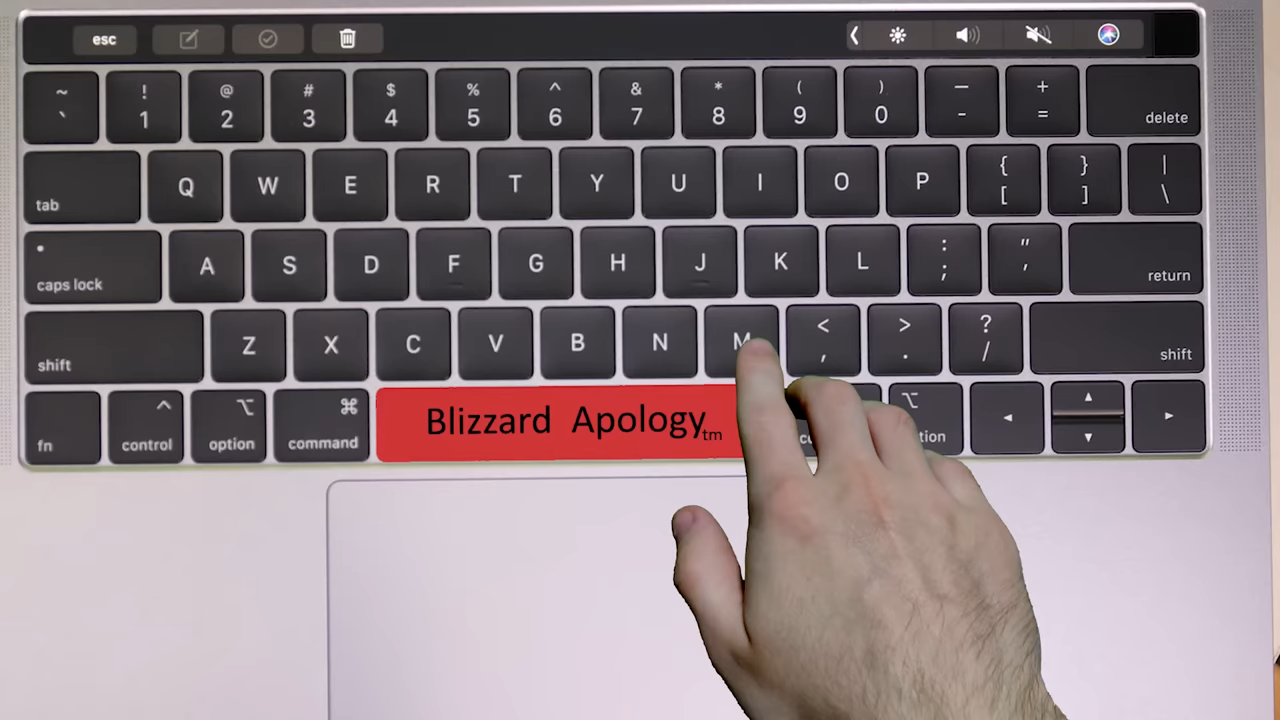 esc
~ ! @ # $ % ^ & * ( ) — +
` 1 2 3 4 5 6 7 8 9 0 - = delete
tab Q W E R T Y U I O P { [ } ] | \
caps lock A S D F G H J K L : ; " ' return
shift Z X C V B N M < , > . ? / shift
fn control option command Blizzard Apology tm